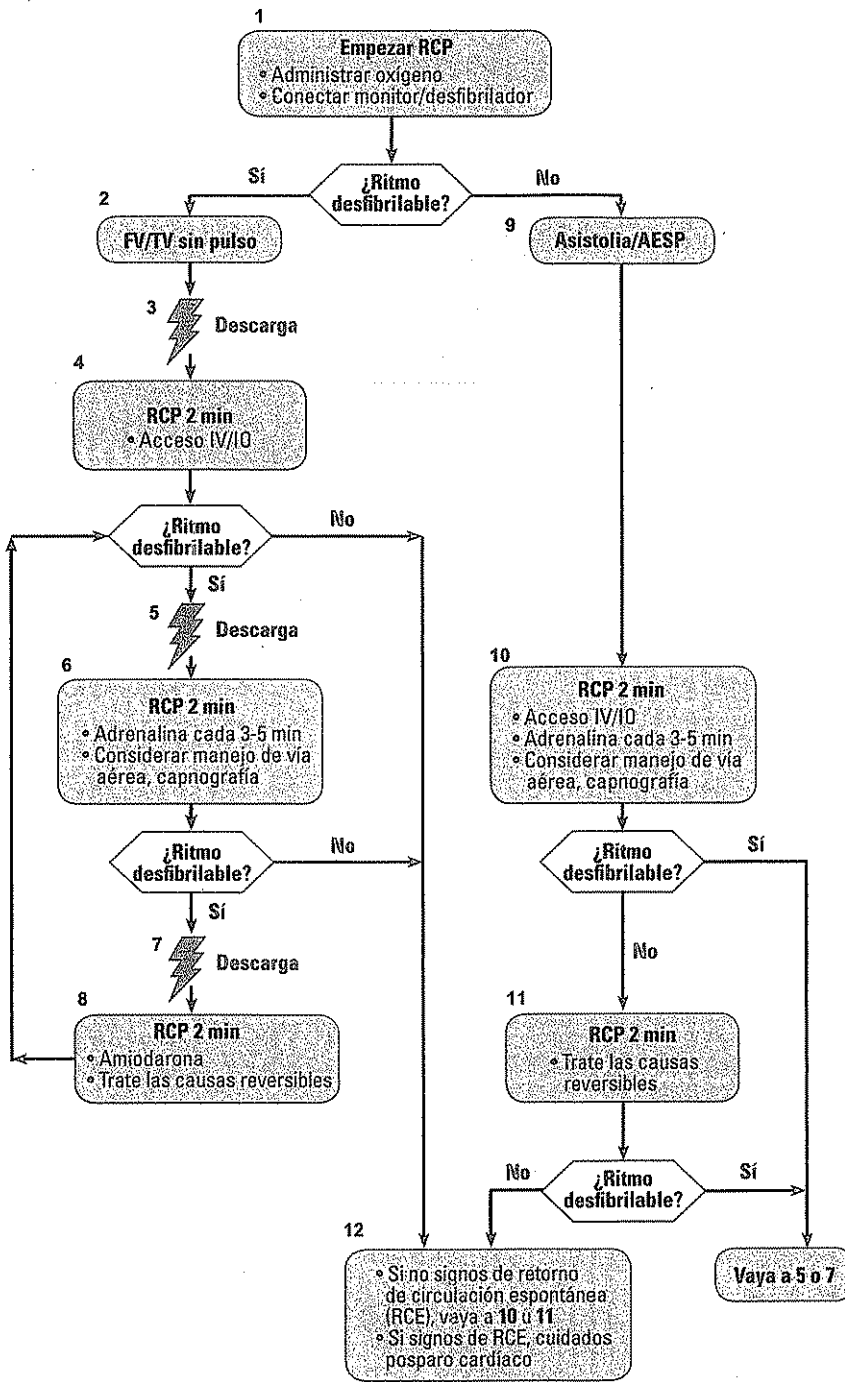 1
Empezar RCP
• Administrar oxígeno
• Conectar monitor/desfibrilador
¿Ritmo
desfibrilable?
Sí
No
2
FV/TV sin pulso
9
Asistolia/AESP
3
Descarga
4
RCP 2 min
• Acceso IV/IO
¿Ritmo
desfibrilable?
No
Sí
5
Descarga
6
RCP 2 min
• Adrenalina cada 3-5 min
• Considerar manejo de vía
aérea, capnografía
10
RCP 2 min
• Acceso IV/IO
• Adrenalina cada 3-5 min
• Considerar manejo de vía
aérea, capnografía
¿Ritmo
desfibrilable?
No
Sí
¿Ritmo
desfibrilable?
Sí
No
7
Descarga
8
RCP 2 min
• Amiodarona
• Trate las causas reversibles
11
RCP 2 min
• Trate las causas
reversibles
¿Ritmo
desfibrilable?
No
Sí
12
• Si no signos de retorno
de circulación espontánea
(RCE), vaya a 10 u 11
• Si signos de RCE, cuidados
posparo cardíaco
Vaya a 5 o 7